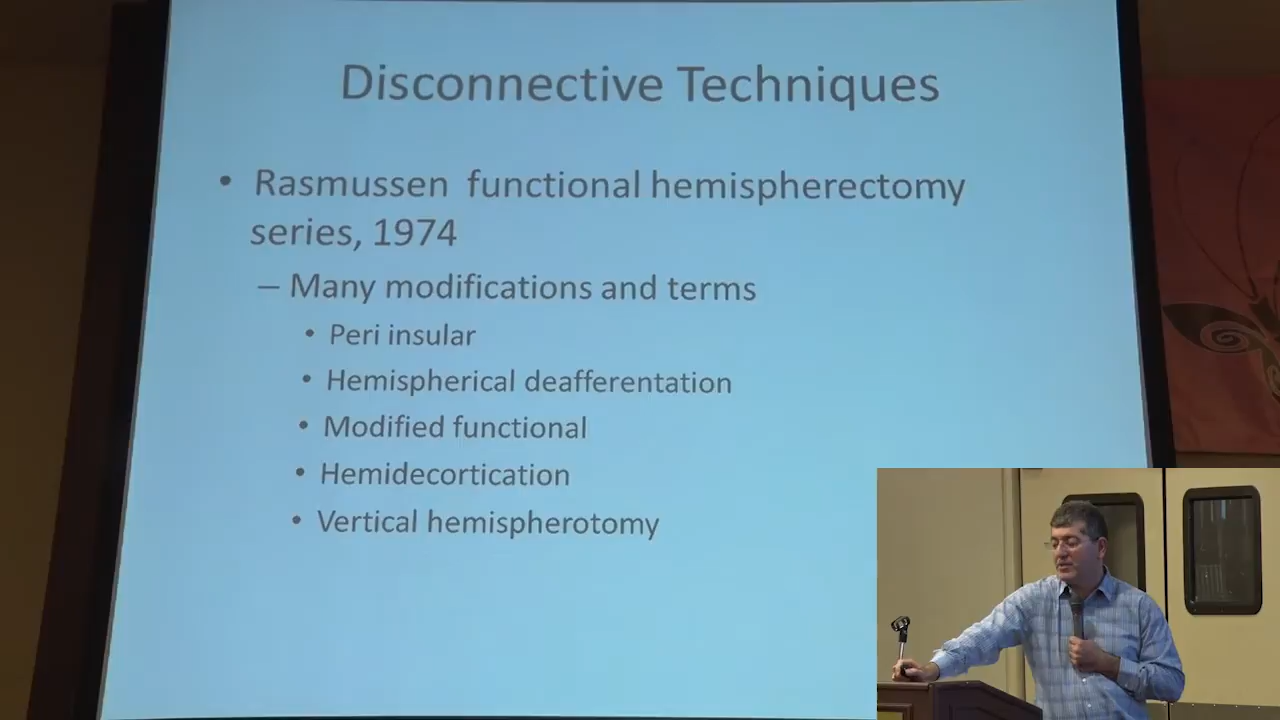 Disconnective Techniques
• Rasmussen functional hemispherectomy
series, 1974
– Many modifications and terms
• Peri insular
• Hemispherical deafferentation
• Modified functional
• Hemidecortication
• Vertical hemispherotomy